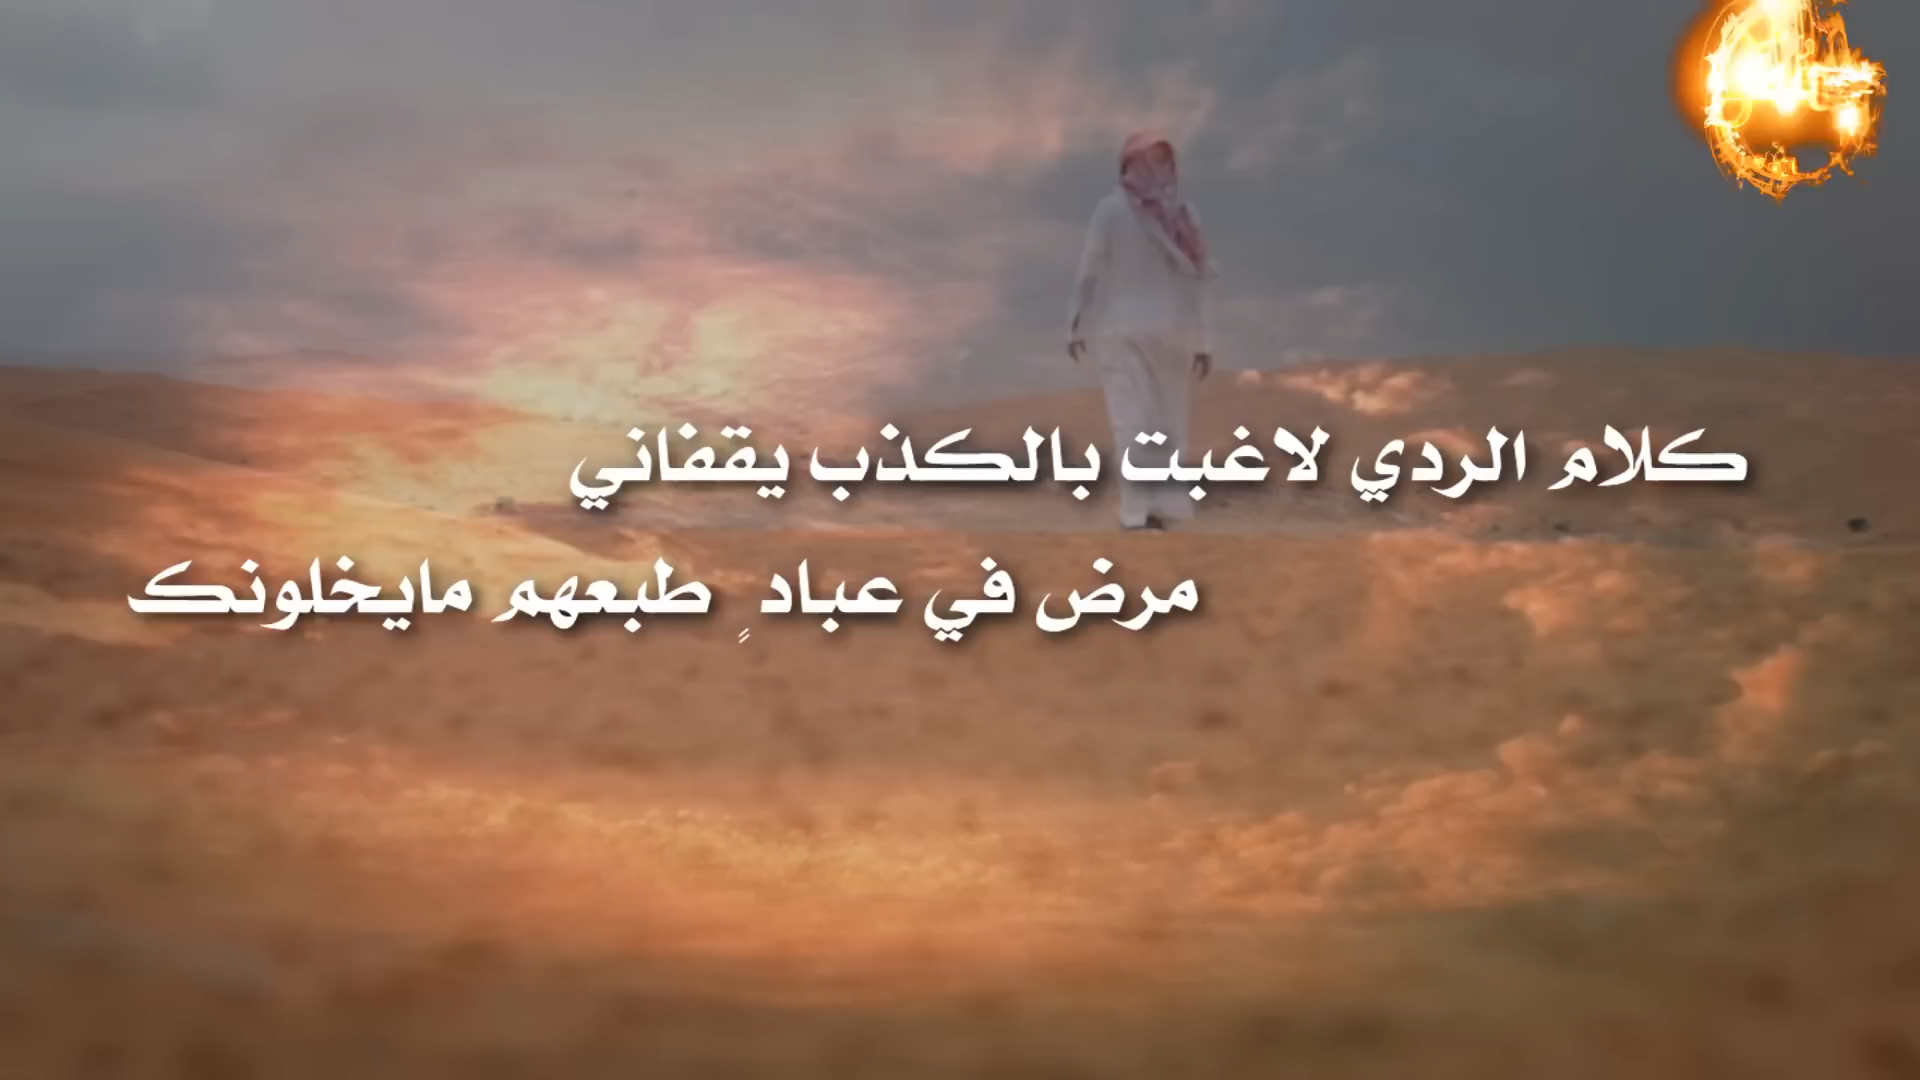 كلام الردي لاغبت بالكذب يقفاني
مرض في عباد ٍ طبعهم مايخلونك